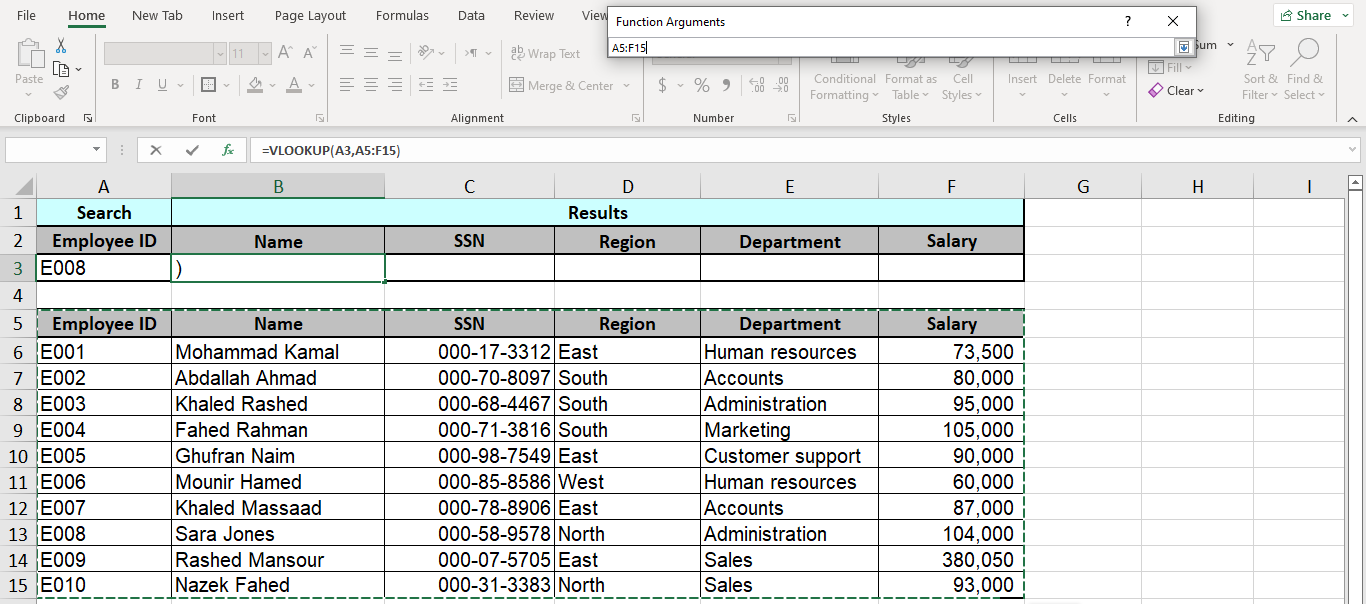 File Home New Tab Insert Page Layout Formulas Data Review View
Function Arguments ? ×
A5:F15
Share
Sum
11 A A
Wrap Text
Paste
B I U A
Merge & Center
$ % 9
Conditional Formatting
Format as Table
Cell Styles
Insert Delete Format
Fill
Clear
Sort & Filter
Find & Select
Clipboard Font Alignment Number Styles Cells Editing
fx =VLOOKUP(A3,A5:F15)
A B C D E F G H I
1 Search Results
2 Employee ID Name SSN Region Department Salary
3 E008 )
4
5 Employee ID Name SSN Region Department Salary
6 E001 Mohammad Kamal 000-17-3312 East Human resources 73,500
7 E002 Abdallah Ahmad 000-70-8097 South Accounts 80,000
8 E003 Khaled Rashed 000-68-4467 South Administration 95,000
9 E004 Fahed Rahman 000-71-3816 South Marketing 105,000
10 E005 Ghufran Naim 000-98-7549 East Customer support 90,000
11 E006 Mounir Hamed 000-85-8586 West Human resources 60,000
12 E007 Khaled Massaad 000-78-8906 East Accounts 87,000
13 E008 Sara Jones 000-58-9578 North Administration 104,000
14 E009 Rashed Mansour 000-07-5705 East Sales 380,050
15 E010 Nazek Fahed 000-31-3383 North Sales 93,000